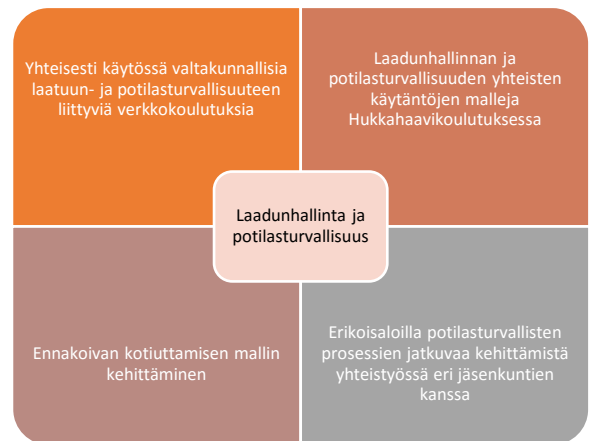 Yhteisesti käytössä valtakunnallisia
laatuun- ja potilasturvallisuuteen
liittyviä verkkokoulutuksia
Laadunhallinnan ja
potilasturvallisuuden yhteisten
käytäntöjen malleja
Hukkahaavikoulutuksessa
Laadunhallinta ja
potilasturvallisuus
Ennakoivan kotiuttamisen mallin
kehittäminen
Erikoisaloilla potilasturvallisten
prosessien jatkuvaa kehittämistä
yhteistyössä eri jäsenkuntien
kanssa